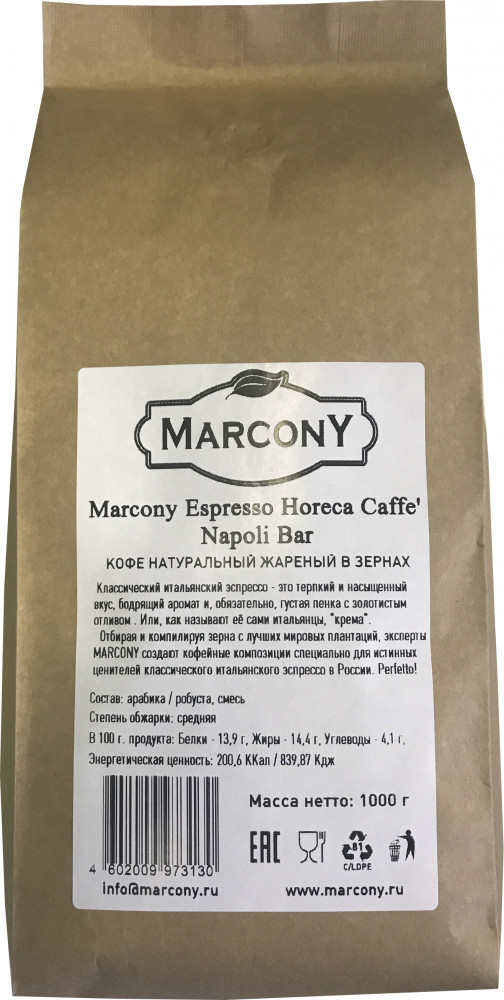 MARCONY
Marcony Espresso Horeca Caffe'
Napoli Bar
КОФЕ НАТУРАЛЬНЫЙ ЖАРЕНЫЙ В ЗЕРНАХ
Классический итальянский эспрессо - это терпкий и насыщенный
вкус, бодрящий аромат и, обязательно, густая пенка с золотистым
отливом . Или, как называют её сами итальянцы, "крема".
Отбирая и компилируя зерна с лучших мировых плантаций, эксперты
MARCONY создают кофейные композиции специально для истинных
ценителей классического итальянского эспрессо в России. Perfetto!
Состав: арабика / робуста, смесь
Степень обжарки: средняя
В 100 г. продукта: Белки - 13,9 г, Жиры - 14,4 г, Углеводы - 4,1 г,
Энергетическая ценность: 200,6 ККал / 839,87 Кдж
Масса нетто: 1000 г
EAC
81
C/LDPE
4 602009 973130
info@marcony.ru
www.marcony.ru